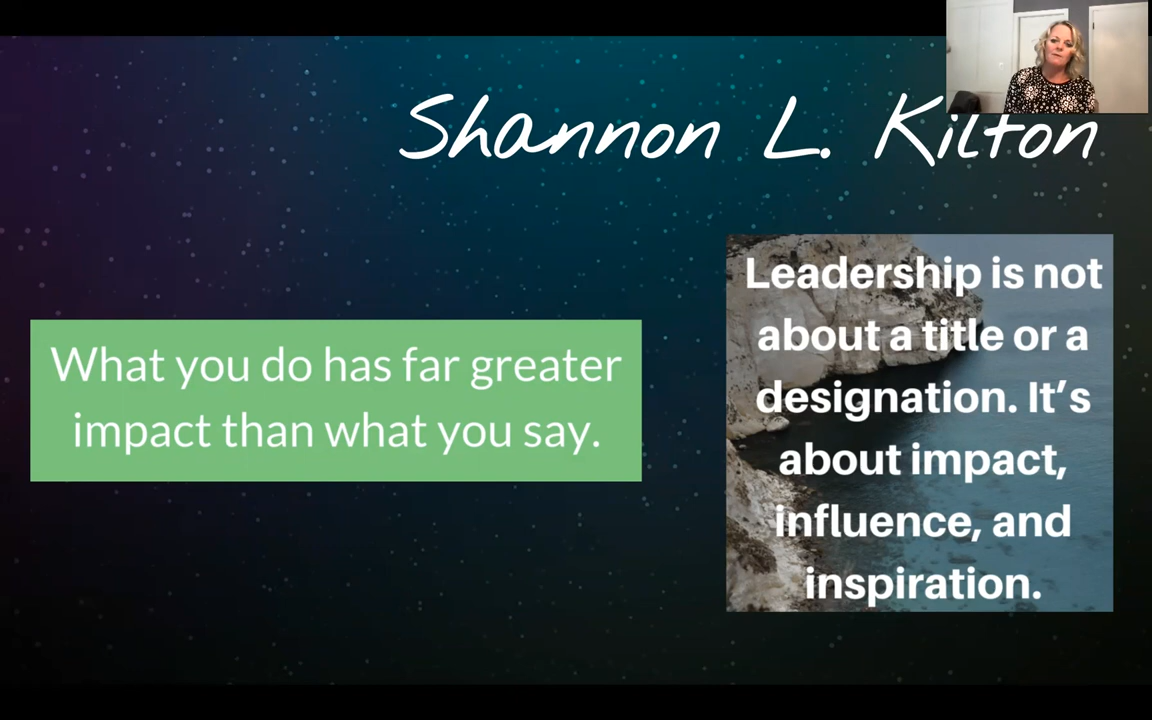 Shannon L. Kilton
What you do has far greater
impact than what you say.
Leadership is not
about a title or a
designation. It’s
about impact,
influence, and
inspiration.